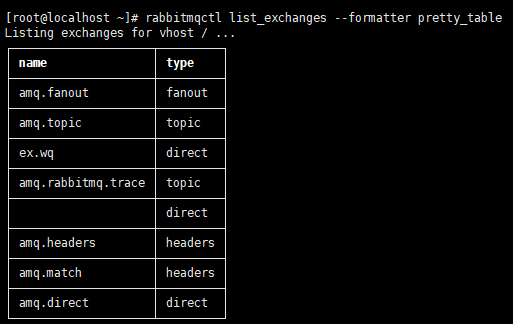 [root@localhost ~]# rabbitmqctl list_exchanges --formatter pretty_table
Listing exchanges for vhost / ...
name type
amq.fanout fanout
amq.topic topic
ex.wq direct
amq.rabbitmq.trace topic
direct
amq.headers headers
amq.match headers
amq.direct direct